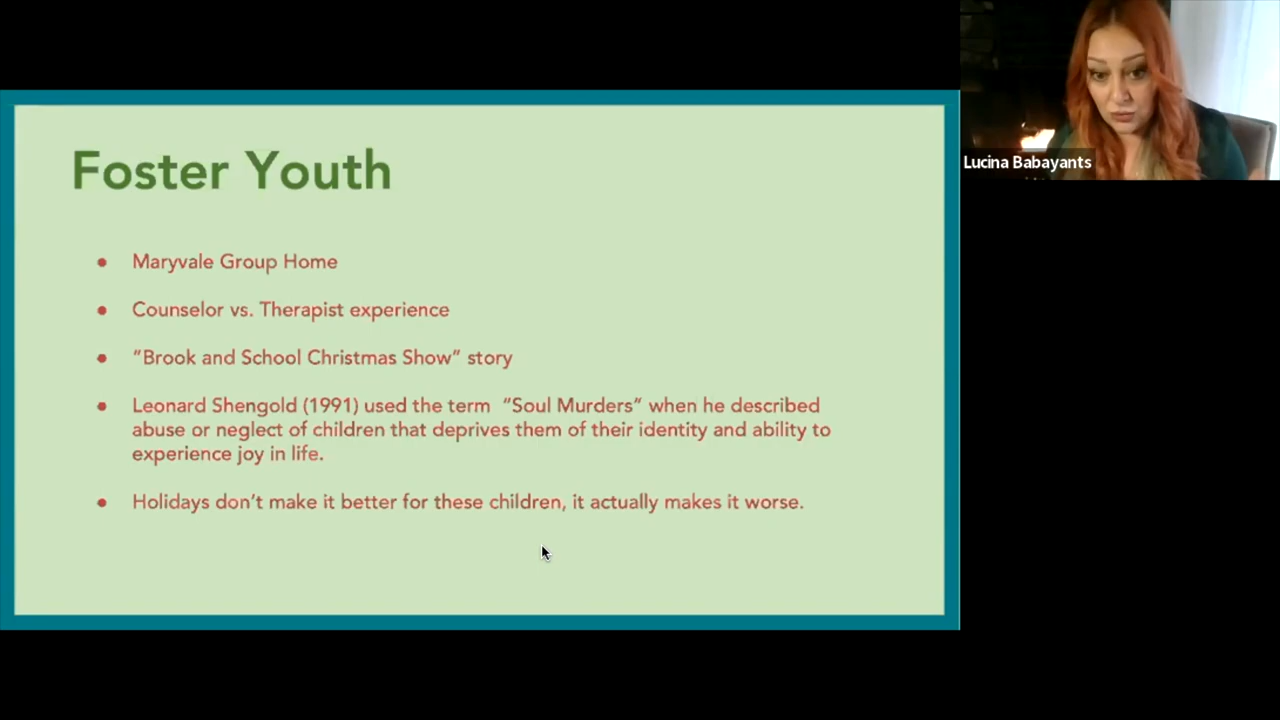 Foster Youth
● Maryvale Group Home
● Counselor vs. Therapist experience
● “Brook and School Christmas Show” story
● Leonard Shengold (1991) used the term “Soul Murders” when he described
abuse or neglect of children that deprives them of their identity and ability to
experience joy in life.
● Holidays don’t make it better for these children, it actually makes it worse.
Lucina Babayants